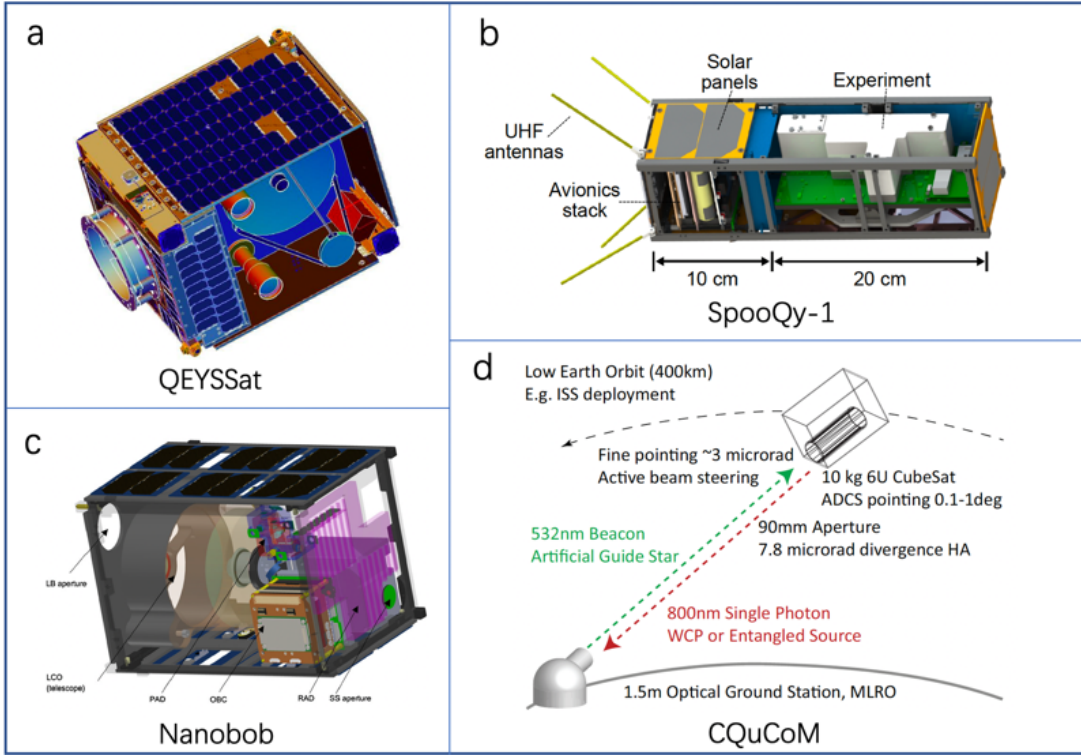 a
QEYSSat
b
Solar
panels
Experiment
UHF
antennas
Avionics
stack
10 cm
20 cm
SpooQy-1
c
LB aperture
LCO
(telescope)
PAD
OBC
RAD
SS aperture
Nanobob
d
Low Earth Orbit (400km)
E.g. ISS deployment
Fine pointing ~3 microrad
Active beam steering
10 kg 6U CubeSat
ADCS pointing 0.1-1deg
532nm Beacon
Artificial Guide Star
90mm Aperture
7.8 microrad divergence HA
800nm Single Photon
WCP or Entangled Source
1.5m Optical Ground Station, MLRO
CQuCoM